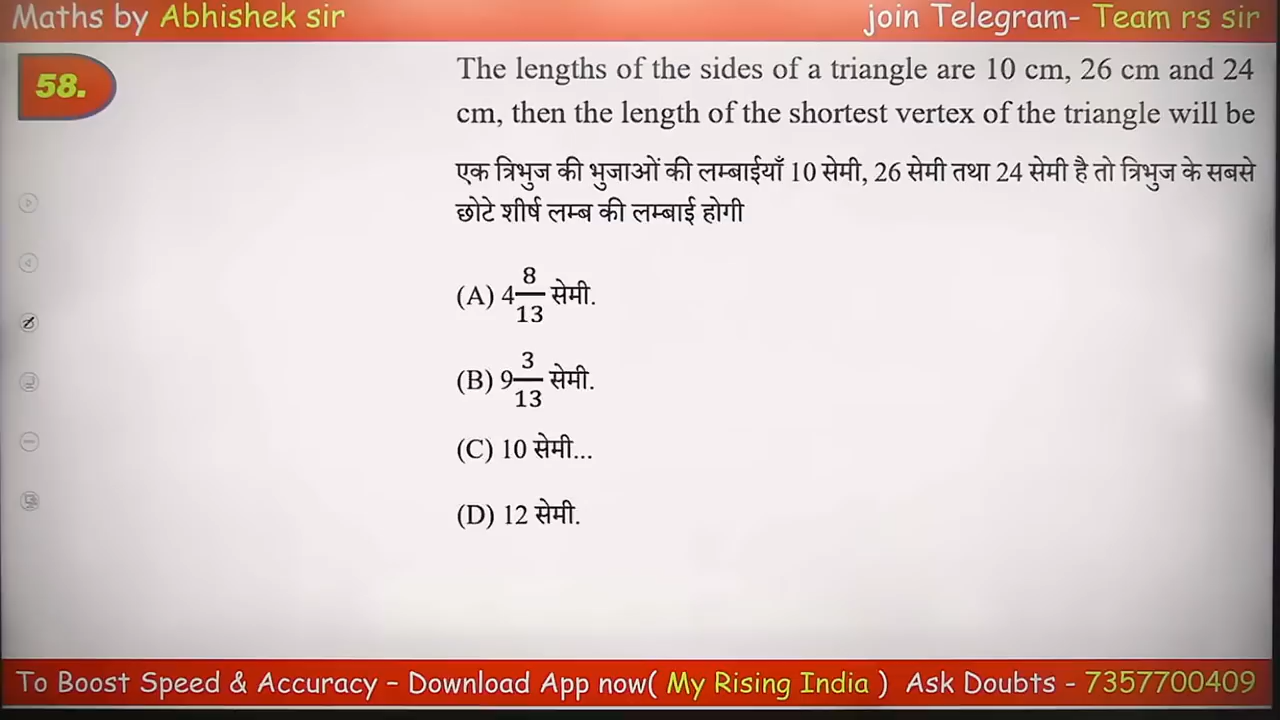 Maths by Abhishek sir
join Telegram- Team rs sir
58.
The lengths of the sides of a triangle are 10 cm, 26 cm and 24
cm, then the length of the shortest vertex of the triangle will be
एक त्रिभुज की भुजाओं की लम्बाईयाँ 10 सेमी, 26 सेमी तथा 24 सेमी है तो त्रिभुज के सबसे
छोटे शीर्ष लम्ब की लम्बाई होगी
(A) 4 8/13 सेमी.
(B) 9 3/13 सेमी.
(C) 10 सेमी...
(D) 12 सेमी.
To Boost Speed & Accuracy – Download App now( My Rising India ) Ask Doubts - 7357700409